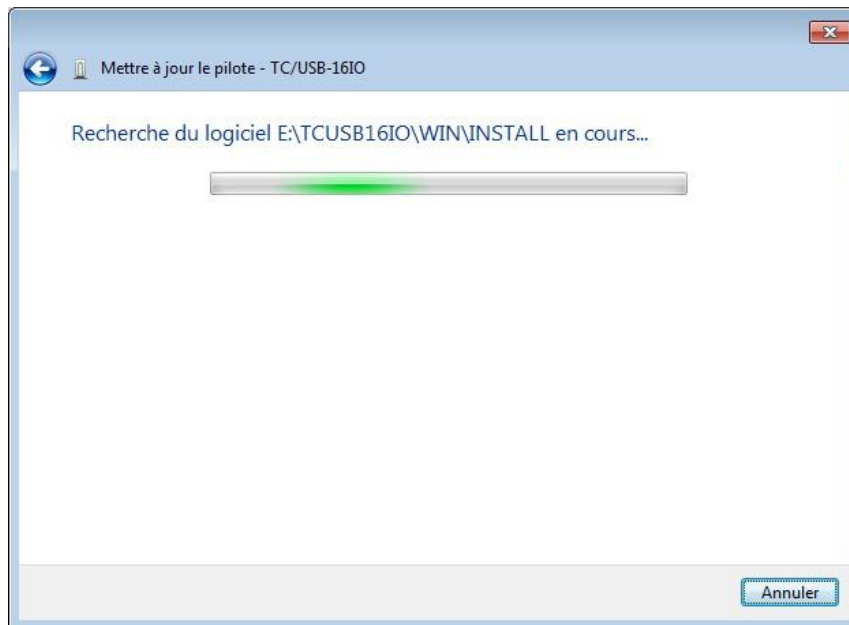 Mettre à jour le pilote - TC/USB-16IO
Recherche du logiciel E:\TCUSB16IO\WIN\INSTALL en cours...
Annuler